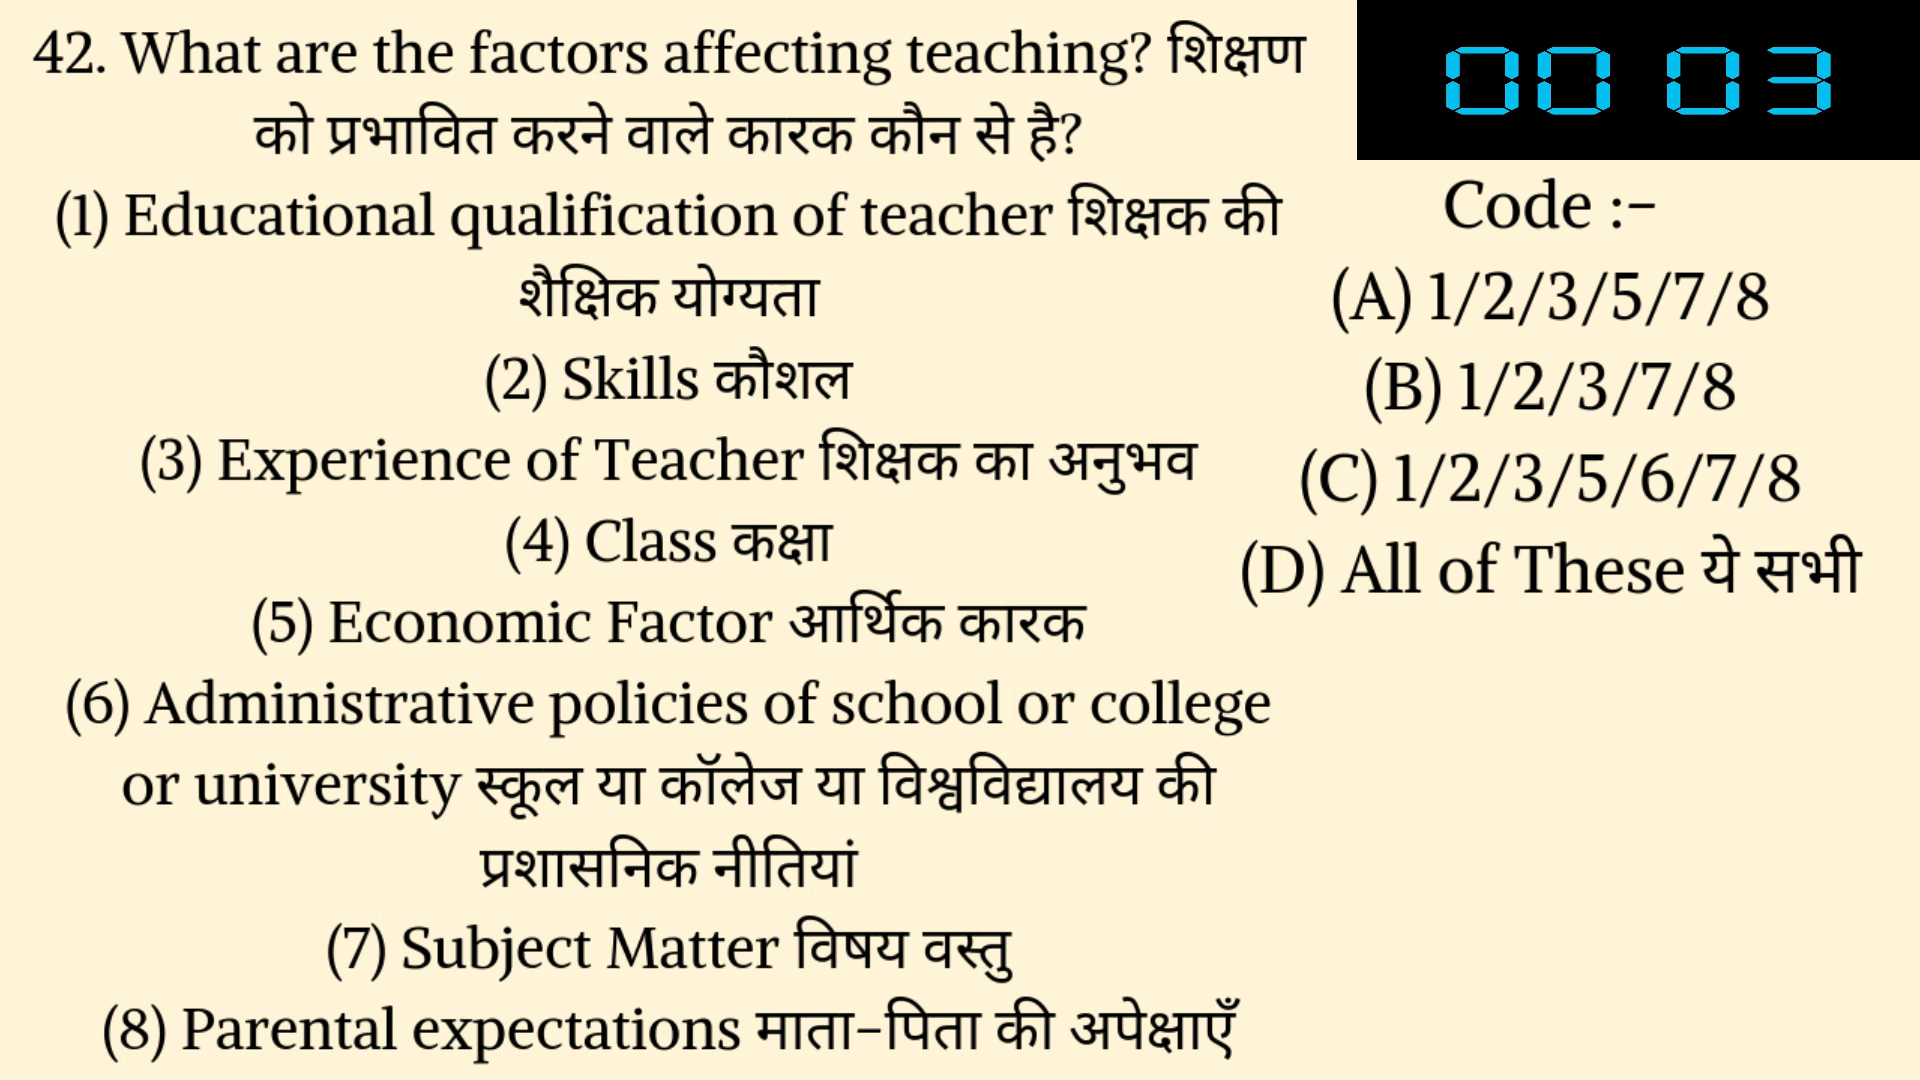 42. What are the factors affecting teaching? शिक्षण
को प्रभावित करने वाले कारक कौन से है?
(1) Educational qualification of teacher शिक्षक की
शैक्षिक योग्यता
(2) Skills कौशल
(3) Experience of Teacher शिक्षक का अनुभव
(4) Class कक्षा
(5) Economic Factor आर्थिक कारक
(6) Administrative policies of school or college
or university स्कूल या कॉलेज या विश्वविद्यालय की
प्रशासनिक नीतियां
(7) Subject Matter विषय वस्तु
(8) Parental expectations माता-पिता की अपेक्षाएँ
00 03
Code :-
(A) 1/2/3/5/7/8
(B) 1/2/3/7/8
(C) 1/2/3/5/6/7/8
(D) All of These ये सभी